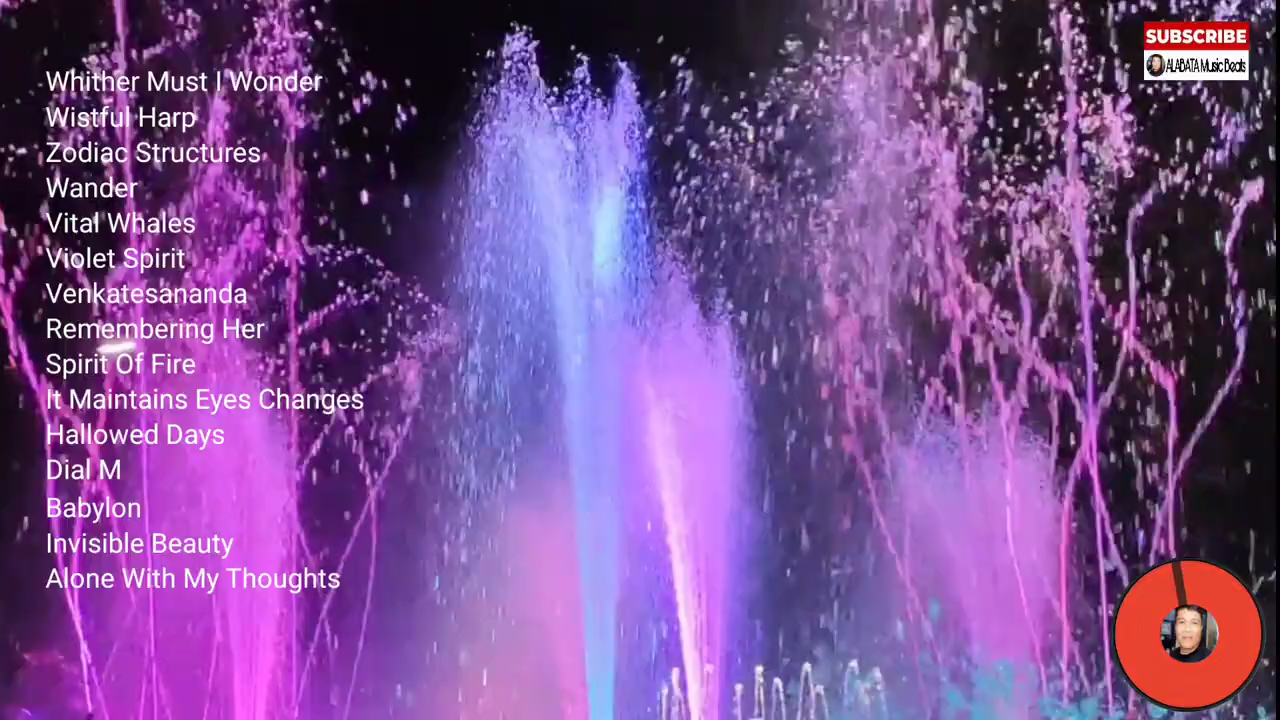 Whither Must I Wonder
Wistful Harp
Zodiac Structures
Wander
Vital Whales
Violet Spirit
Venkatesananda
Remembering Her
Spirit Of Fire
It Maintains Eyes Changes
Hallowed Days
Dial M
Babylon
Invisible Beauty
Alone With My Thoughts
SUBSCRIBE
ALABATA Music Beats